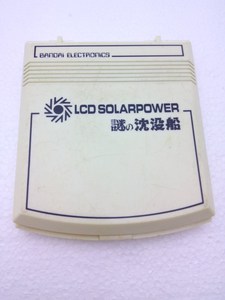 BANDAI ELECTRONICS
LCD SOLARPOWER
謎の沈没船